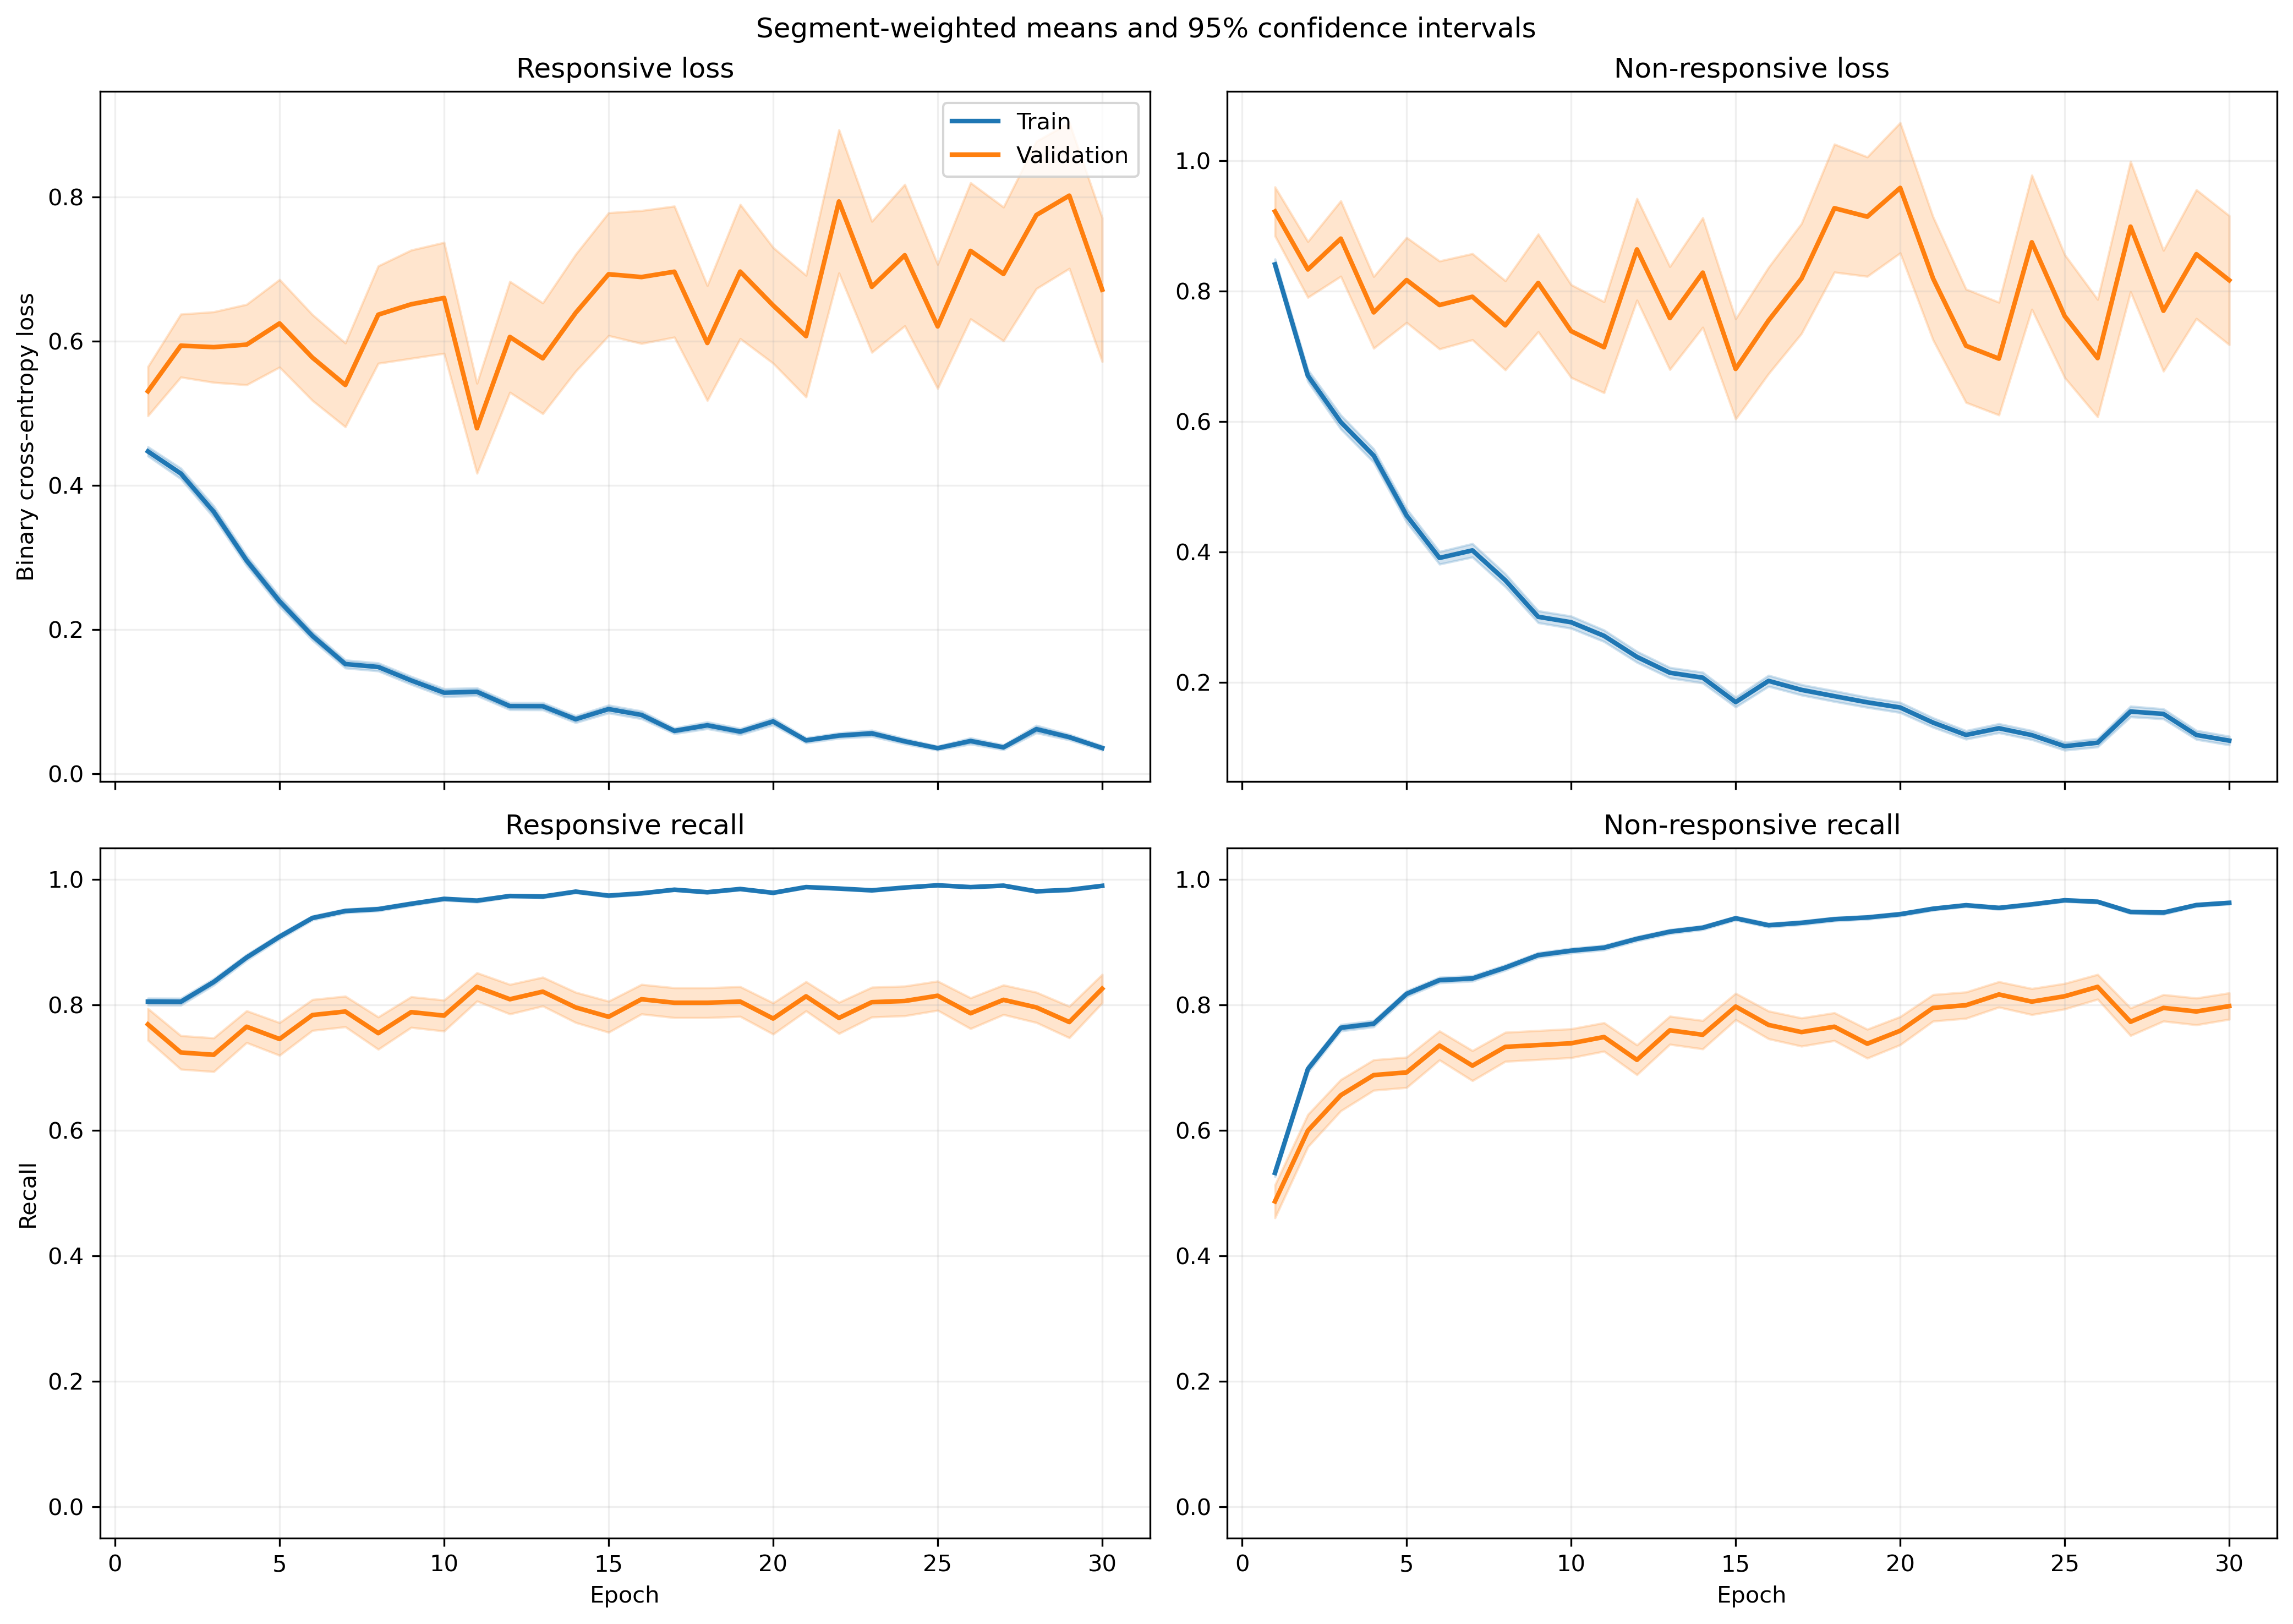 Segment-weighted means and 95% confidence intervals
Responsive loss
Non-responsive loss
Train
Validation
Binary cross-entropy loss
0.8
0.6
0.4
0.2
0.0
1.0
0.8
0.6
0.4
0.2
Responsive recall
Non-responsive recall
Recall
1.0
0.8
0.6
0.4
0.2
0.0
1.0
0.8
0.6
0.4
0.2
0.0
0 5 10 15 20 25 30
0 5 10 15 20 25 30
Epoch
Epoch